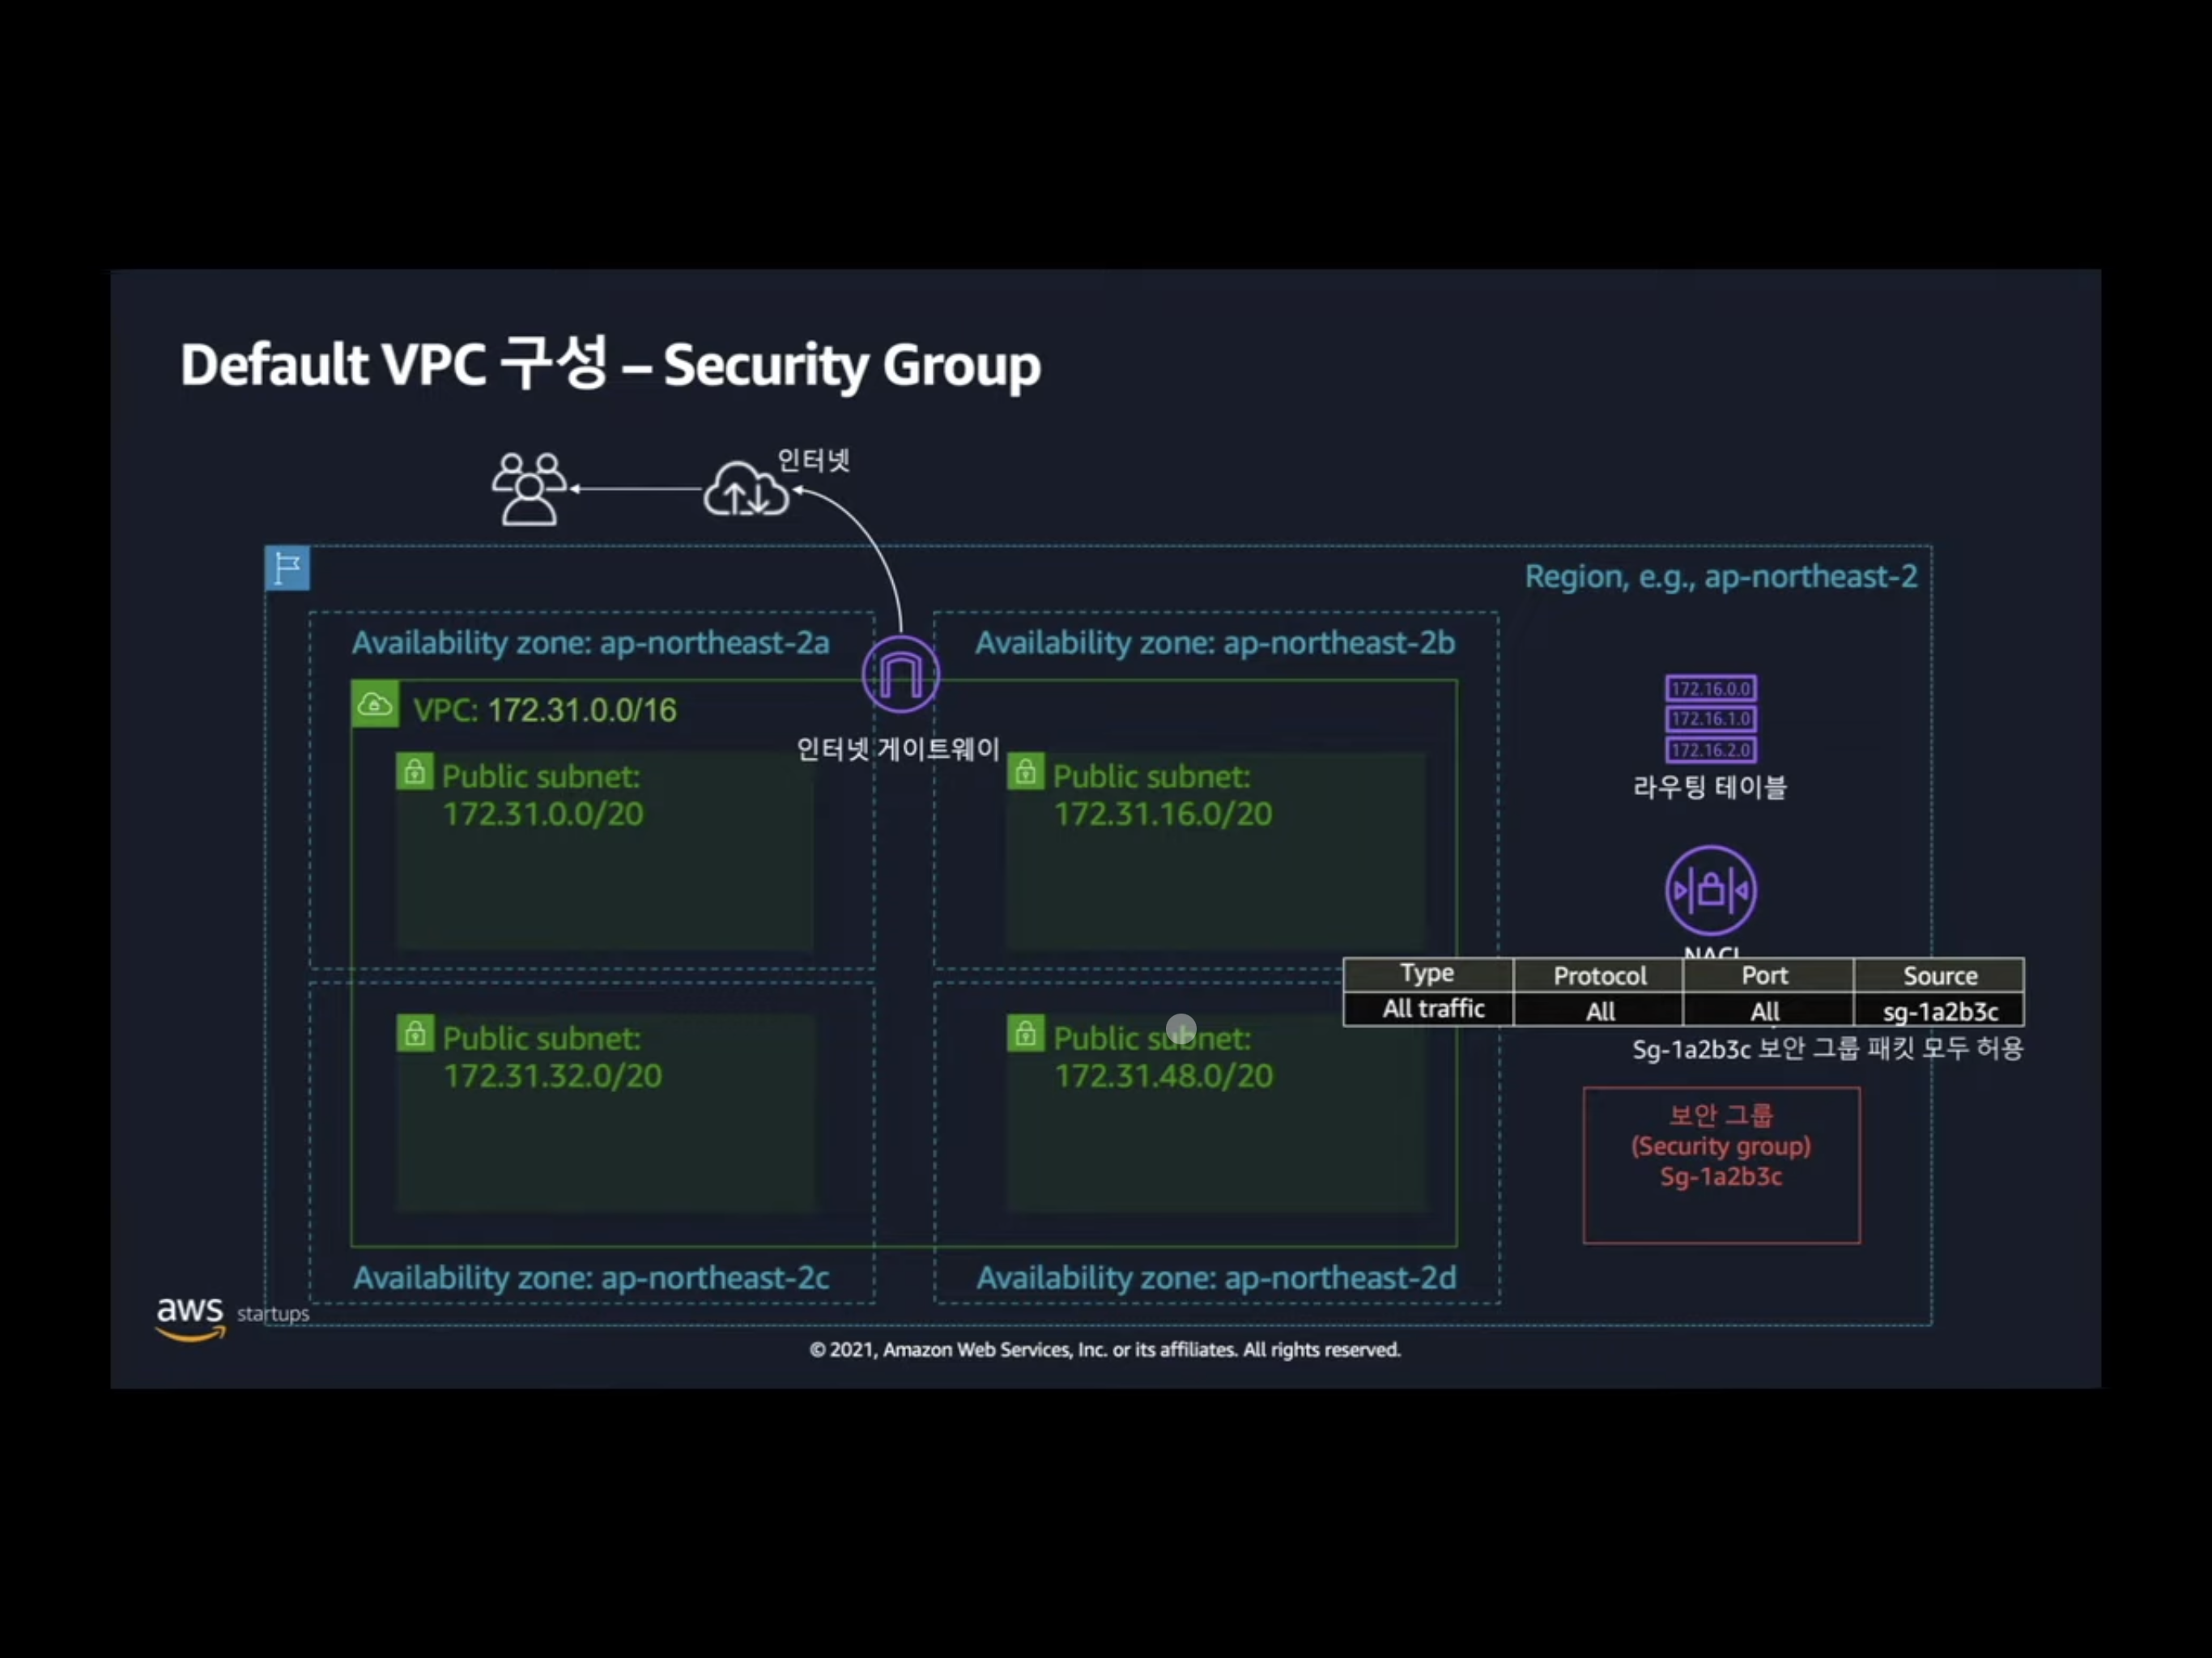 Default VPC 구성 – Security Group
인터넷
Region, e.g., ap-northeast-2
Availability zone: ap-northeast-2a
Availability zone: ap-northeast-2b
VPC: 172.31.0.0/16
인터넷 게이트웨이
Public subnet:
172.31.0.0/20
Public subnet:
172.31.16.0/20
172.16.0.0
172.16.1.0
172.16.2.0
라우팅 테이블
NACL
Type Protocol Port Source
All traffic All All sg-1a2b3c
Sg-1a2b3c 보안 그룹 패킷 모두 허용
Public subnet:
172.31.32.0/20
Public subnet:
172.31.48.0/20
보안 그룹
(Security group)
Sg-1a2b3c
Availability zone: ap-northeast-2c
Availability zone: ap-northeast-2d
aws startups
© 2021, Amazon Web Services, Inc. or its affiliates. All rights reserved.